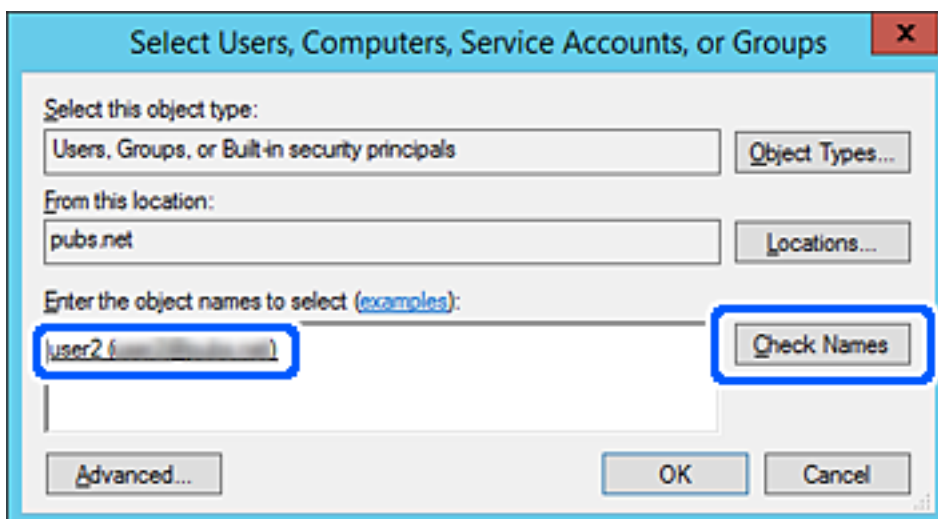 Select Users, Computers, Service Accounts, or Groups
x
Select this object type:
Users, Groups, or Built-in security principals
Object Types...
From this location:
pubs.net
Locations...
Enter the object names to select (examples):
user2 ( )
Check Names
Advanced...
OK
Cancel